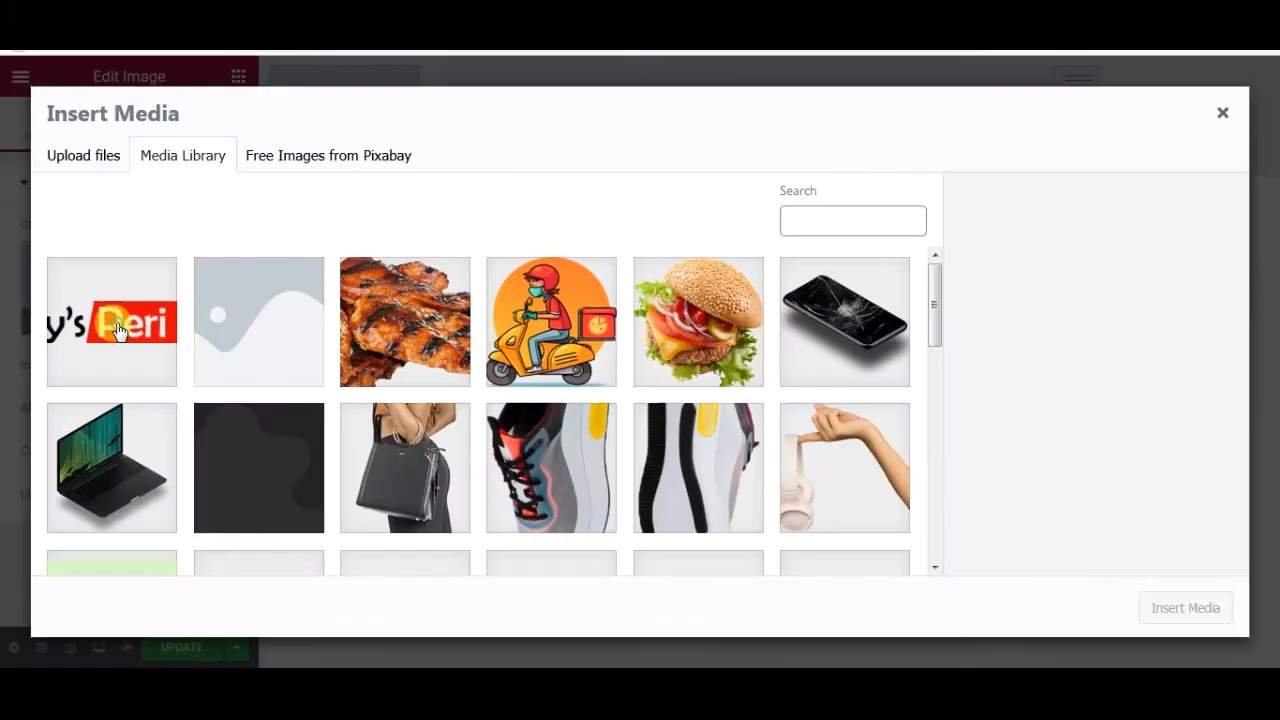 Edit Image
Insert Media
Upload files
Media Library
Free Images from Pixabay
Search
y's Peri
Insert Media
UPDATE